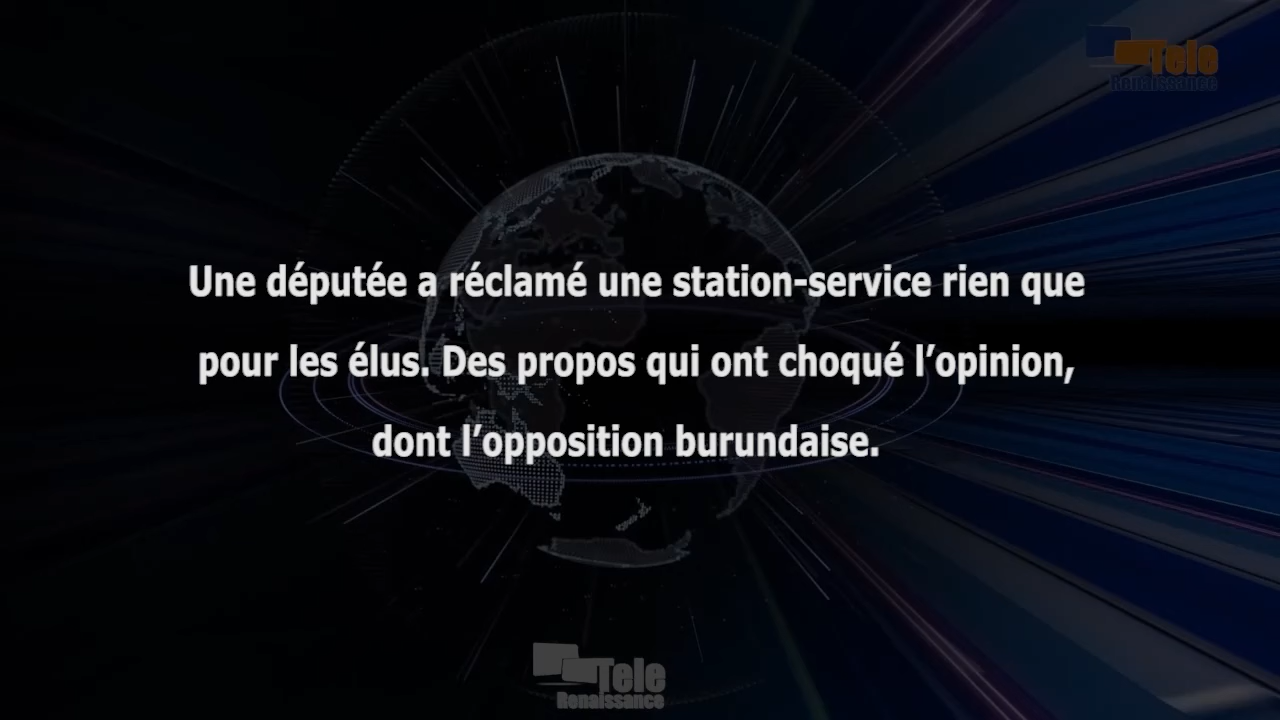 Tele
Renaissance
Une députée a réclamé une station-service rien que
pour les élus. Des propos qui ont choqué l’opinion,
dont l’opposition burundaise.
Tele
Renaissance